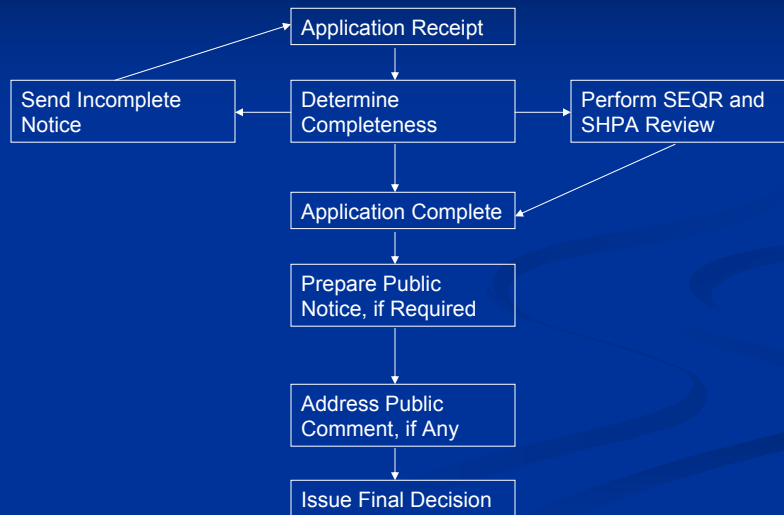 Application Receipt
Send Incomplete
Notice
Determine
Completeness
Perform SEQR and
SHPA Review
Application Complete
Prepare Public
Notice, if Required
Address Public
Comment, if Any
Issue Final Decision